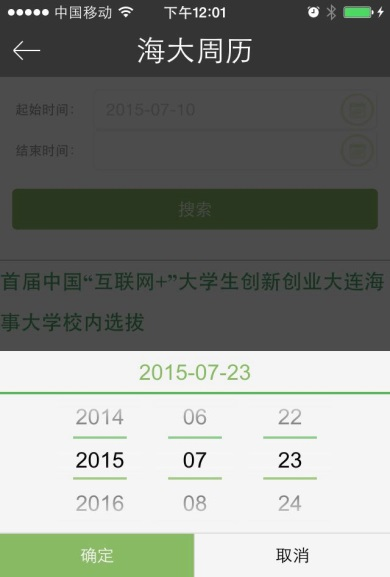 中国移动 下午12:01
海大周历
起始时间： 2015-07-10
结束时间：
搜索
首届中国“互联网+”大学生创新创业大连海
事大学校内选拔
2015-07-23
2014 06 22
2015 07 23
2016 08 24
确定 取消